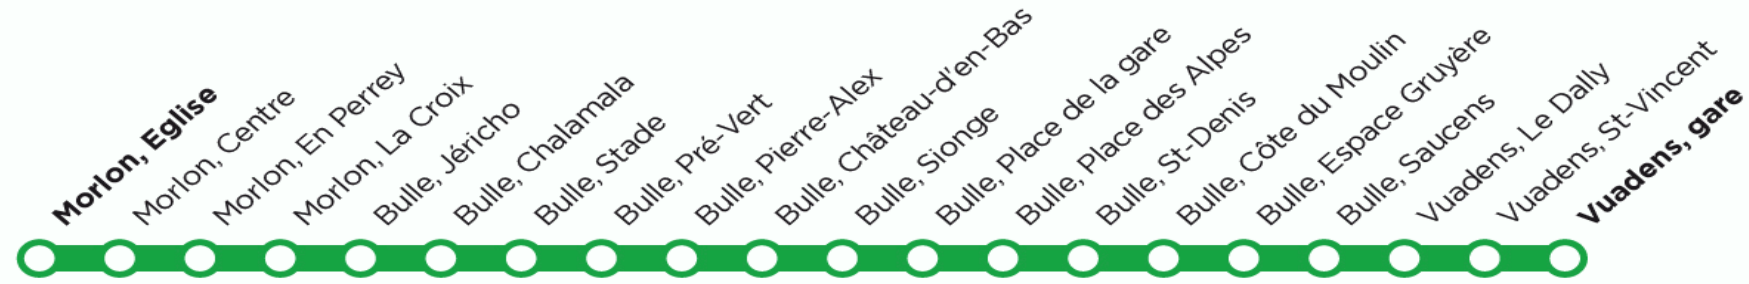 Morlon, Eglise
Morlon, Centre
Morlon, En Perrey
Morlon, La Croix
Bulle, Jéricho
Bulle, Chalamala
Bulle, Stade
Bulle, Pré-Vert
Bulle, Pierre-Alex
Bulle, Château-d'en-Bas
Bulle, Sionge
Bulle, Place de la gare
Bulle, Place des Alpes
Bulle, St-Denis
Bulle, Côte du Moulin
Bulle, Espace Gruyère
Bulle, Saucens
Vuadens, Le Dally
Vuadens, St-Vincent
Vuadens, gare